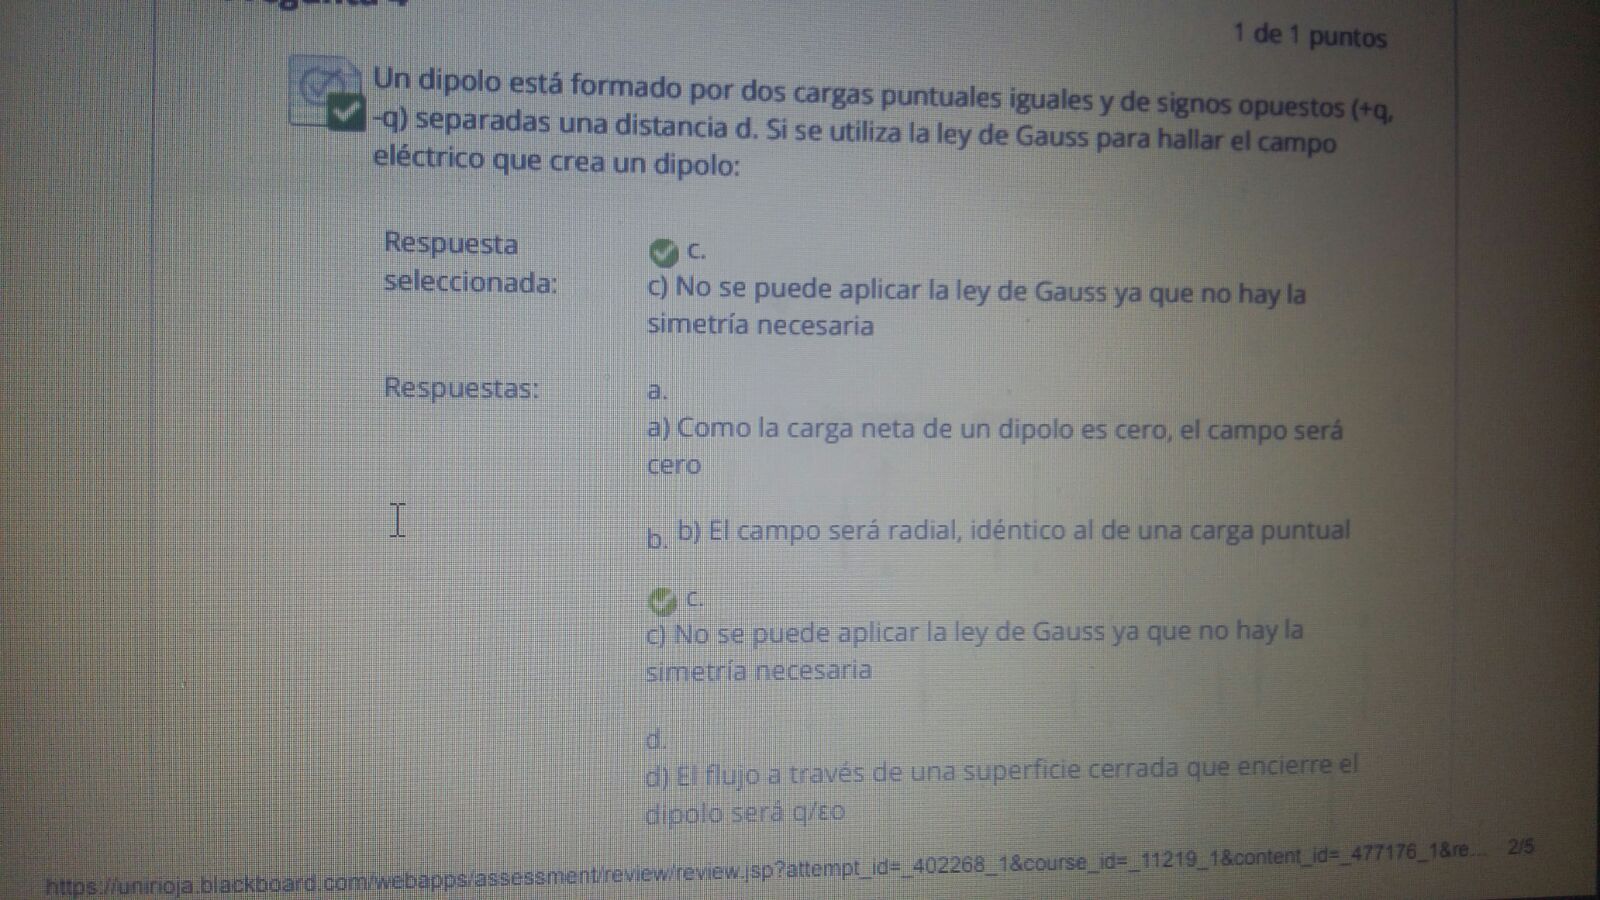 1 de 1 puntos
Un dipolo está formado por dos cargas puntuales iguales y de signos opuestos (+q,
-q) separadas una distancia d. Si se utiliza la ley de Gauss para hallar el campo
eléctrico que crea un dipolo:
Respuesta
seleccionada:
c.
c) No se puede aplicar la ley de Gauss ya que no hay la
simetría necesaria
Respuestas:
a.
a) Como la carga neta de un dipolo es cero, el campo será
cero
b. b) El campo será radial, idéntico al de una carga puntual
c.
c) No se puede aplicar la ley de Gauss ya que no hay la
simetría necesaria
d.
d) El flujo a través de una superficie cerrada que encierre el
dipolo será q/εo
https://unirioja.blackboard.com/webapps/assessment/review/review.jsp?attempt_id=_402268_1&course_id=_11219_1&content_id=_477176_1&re... 2/5